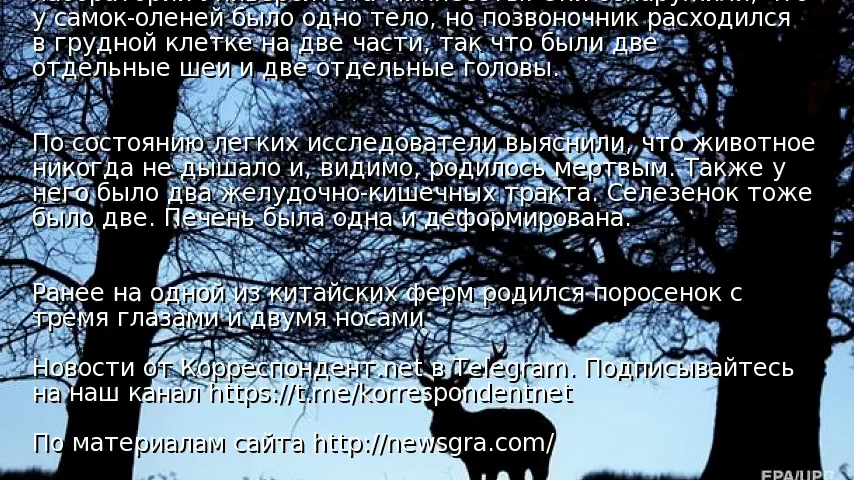 у самок-оленей было одно тело, но позвоночник расходился
в грудной клетке на две части, так что были две
отдельные шеи и две отдельные головы.
По состоянию легких исследователи выяснили, что животное
никогда не дышало и, видимо, родилось мертвым. Также у
него было два желудочно-кишечных тракта. Селезенок тоже
было две. Печень была одна и деформирована.
Ранее на одной из китайских ферм родился поросенок с
тремя глазами и двумя носами
Новости от Корреспондент.net в Telegram. Подписывайтесь
на наш канал https://t.me/korrespondentnet
По материалам сайта http://newsgra.com/